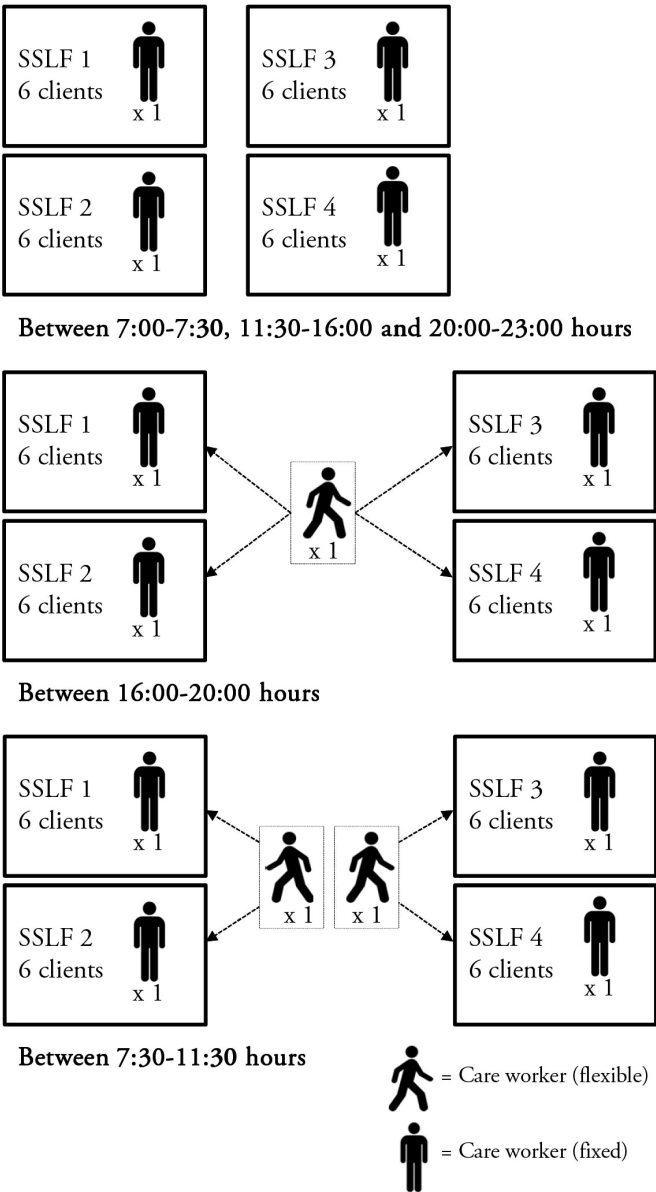 SSLF 1
6 clients
x 1
SSLF 3
6 clients
x 1
SSLF 2
6 clients
x 1
SSLF 4
6 clients
x 1
Between 7:00-7:30, 11:30-16:00 and 20:00-23:00 hours
SSLF 1
6 clients
x 1
SSLF 3
6 clients
x 1
x 1
SSLF 2
6 clients
x 1
SSLF 4
6 clients
x 1
Between 16:00-20:00 hours
SSLF 1
6 clients
x 1
SSLF 3
6 clients
x 1
x 1
x 1
SSLF 2
6 clients
x 1
SSLF 4
6 clients
x 1
Between 7:30-11:30 hours
= Care worker (flexible)
= Care worker (fixed)